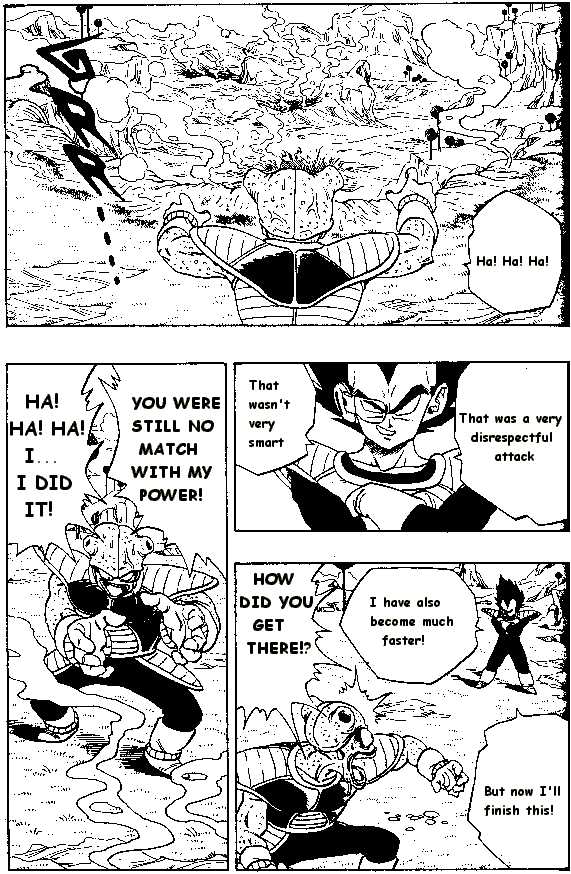 GRR
Ha! Ha! Ha!
HA!
HA! HA!
I...
I DID
IT!
YOU WERE
STILL NO
MATCH
WITH MY
POWER!
That
wasn't
very
smart
That was a very
disrespectful
attack
HOW
DID YOU
GET
THERE!?
I have also
become much
faster!
But now I'll
finish this!